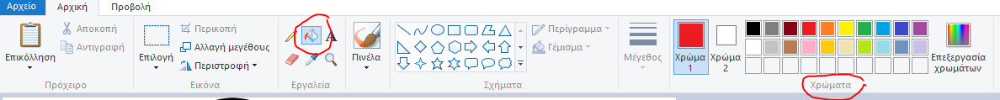 Αρχείο Αρχική Προβολή
Επικόλληση
Αποκοπή
Αντιγραφή
Πρόχειρο
Επιλογή
Περικοπή
Αλλαγή μεγέθους
Περιστροφή
Εικόνα
A
Εργαλεία
Πινέλα
Περίγραμμα
Γέμισμα
Σχήματα
Μέγεθος
Χρώμα
1
Χρώμα
2
Επεξεργασία
χρωμάτων
Χρώματα